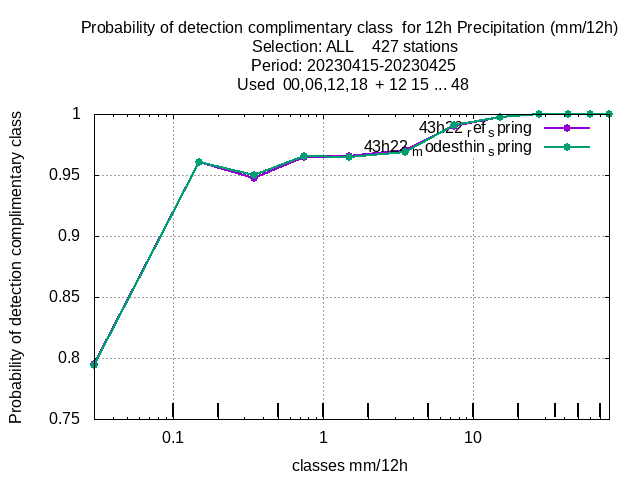 Probability of detection complimentary class  for 12h Precipitation (mm/12h)
Selection: ALL    427 stations
Period: 20230415-20230425
Used  00,06,12,18  + 12 15 ... 48
43h22_ref_spring
43h22_modesthin_spring
Probability of detection complimentary class
1
0.95
0.9
0.85
0.8
0.75
0.1 1 10
classes mm/12h